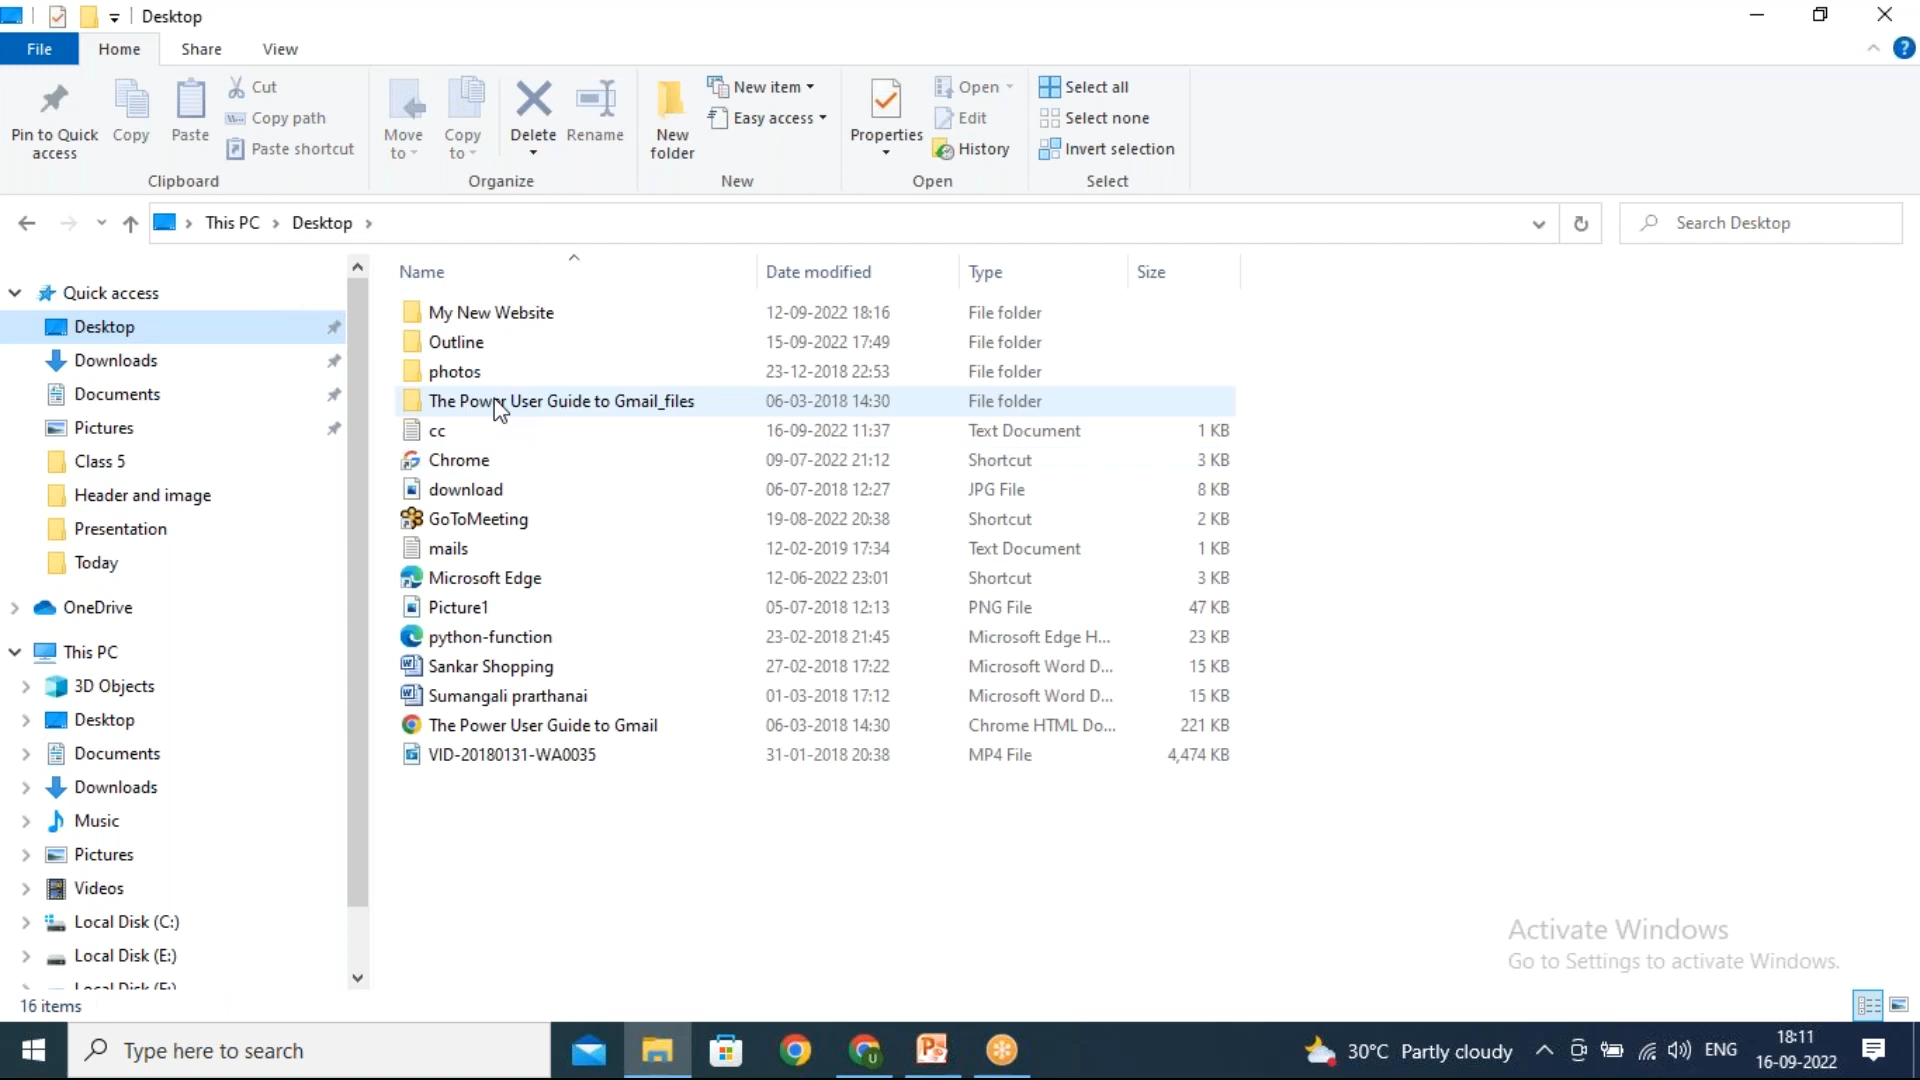 Desktop
File Home Share View
Pin to Quick access
Copy
Paste
Cut
Copy path
Paste shortcut
Clipboard
Move to
Copy to
Delete
Rename
Organize
New folder
New item
Easy access
New
Properties
Open
Edit
History
Open
Select all
Select none
Invert selection
Select
This PC Desktop
Search Desktop
Quick access
Desktop
Downloads
Documents
Pictures
Class 5
Header and image
Presentation
Today
OneDrive
This PC
3D Objects
Desktop
Documents
Downloads
Music
Pictures
Videos
Local Disk (C:)
Local Disk (E:)
Name Date modified Type Size
My New Website 12-09-2022 18:16 File folder
Outline 15-09-2022 17:49 File folder
photos 23-12-2018 22:53 File folder
The Power User Guide to Gmail_files 06-03-2018 14:30 File folder
cc 16-09-2022 11:37 Text Document 1 KB
Chrome 09-07-2022 21:12 Shortcut 3 KB
download 06-07-2018 12:27 JPG File 8 KB
GoToMeeting 19-08-2022 20:38 Shortcut 2 KB
mails 12-02-2019 17:34 Text Document 1 KB
Microsoft Edge 12-06-2022 23:01 Shortcut 3 KB
Picture1 05-07-2018 12:13 PNG File 47 KB
python-function 23-02-2018 21:45 Microsoft Edge H... 23 KB
Sankar Shopping 27-02-2018 17:22 Microsoft Word D... 15 KB
Sumangali prarthanai 01-03-2018 17:12 Microsoft Word D... 15 KB
The Power User Guide to Gmail 06-03-2018 14:30 Chrome HTML Do... 221 KB
VID-20180131-WA0035 31-01-2018 20:38 MP4 File 4,474 KB
Activate Windows
Go to Settings to activate Windows.
16 items
Type here to search
30°C Partly cloudy
ENG
18:11
16-09-2022